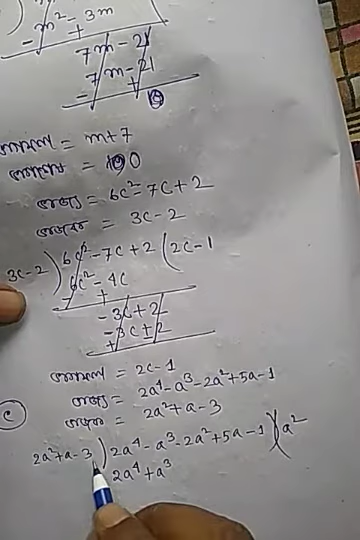 - m² - 3m
+
7m - 21
7m - 21
- +
ভাগফল = m+7
ভাগশেষ = 0
ভাজ্য = 6c² - 7c + 2
ভাজক = 3c - 2
3c-2 ) 6c² - 7c + 2 ( 2c - 1
6c² - 4c
- +
- 3c + 2
- 3c + 2
+ -
ভাগফল = 2c - 1
ভাজ্য = 2a⁴ - a³ - 2a² + 5a - 1
c ভাজক = 2a² + a - 3
2a² + a - 3 ) 2a⁴ - a³ - 2a² + 5a - 1 ( a²
2a⁴ + a³